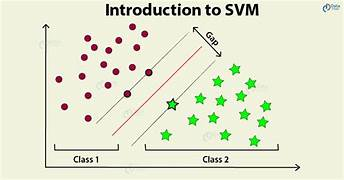 Introduction to SVM
Gap
Class 1
Class 2